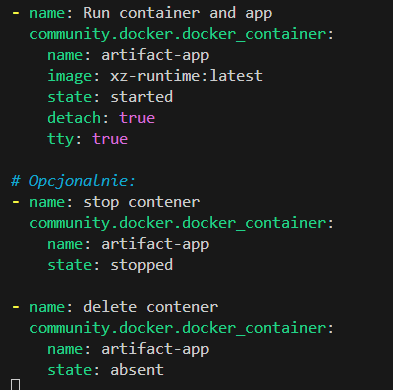 - name: Run container and app
  community.docker.docker_container:
    name: artifact-app
    image: xz-runtime:latest
    state: started
    detach: true
    tty: true

# Opcjonalnie:
- name: stop contener
  community.docker.docker_container:
    name: artifact-app
    state: stopped

- name: delete contener
  community.docker.docker_container:
    name: artifact-app
    state: absent